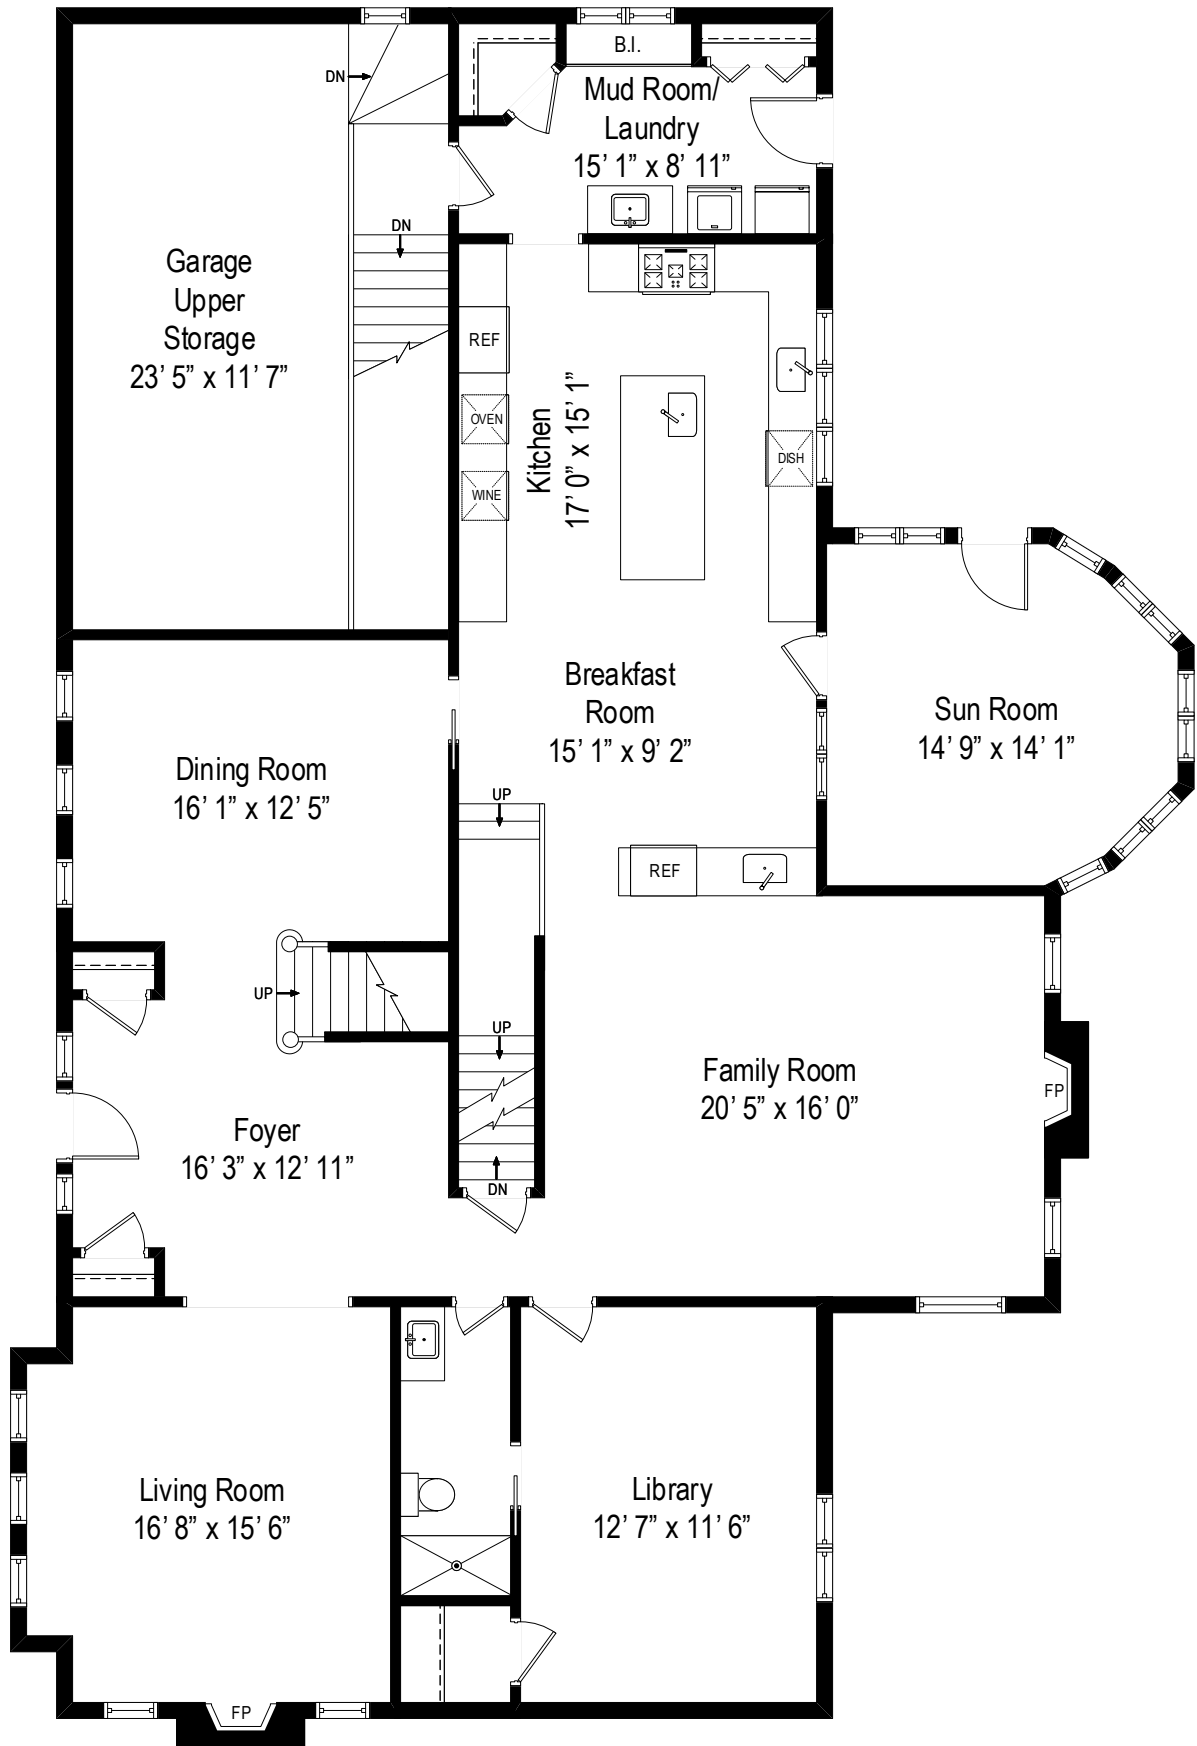 B.I.
DN
Mud Room/
Laundry
15’ 1” x 8’ 11”
DN
Garage
Upper
Storage
23’ 5” x 11’ 7”
REF
OVEN
WINE
Kitchen
17’ 0” x 15’ 1”
DISH
Breakfast
Room
15’ 1” x 9’ 2”
Sun Room
14’ 9” x 14’ 1”
Dining Room
16’ 1” x 12’ 5”
UP
REF
UP
UP
Family Room
20’ 5” x 16’ 0”
FP
Foyer
16’ 3” x 12’ 11”
DN
Living Room
16’ 8” x 15’ 6”
Library
12’ 7” x 11’ 6”
FP